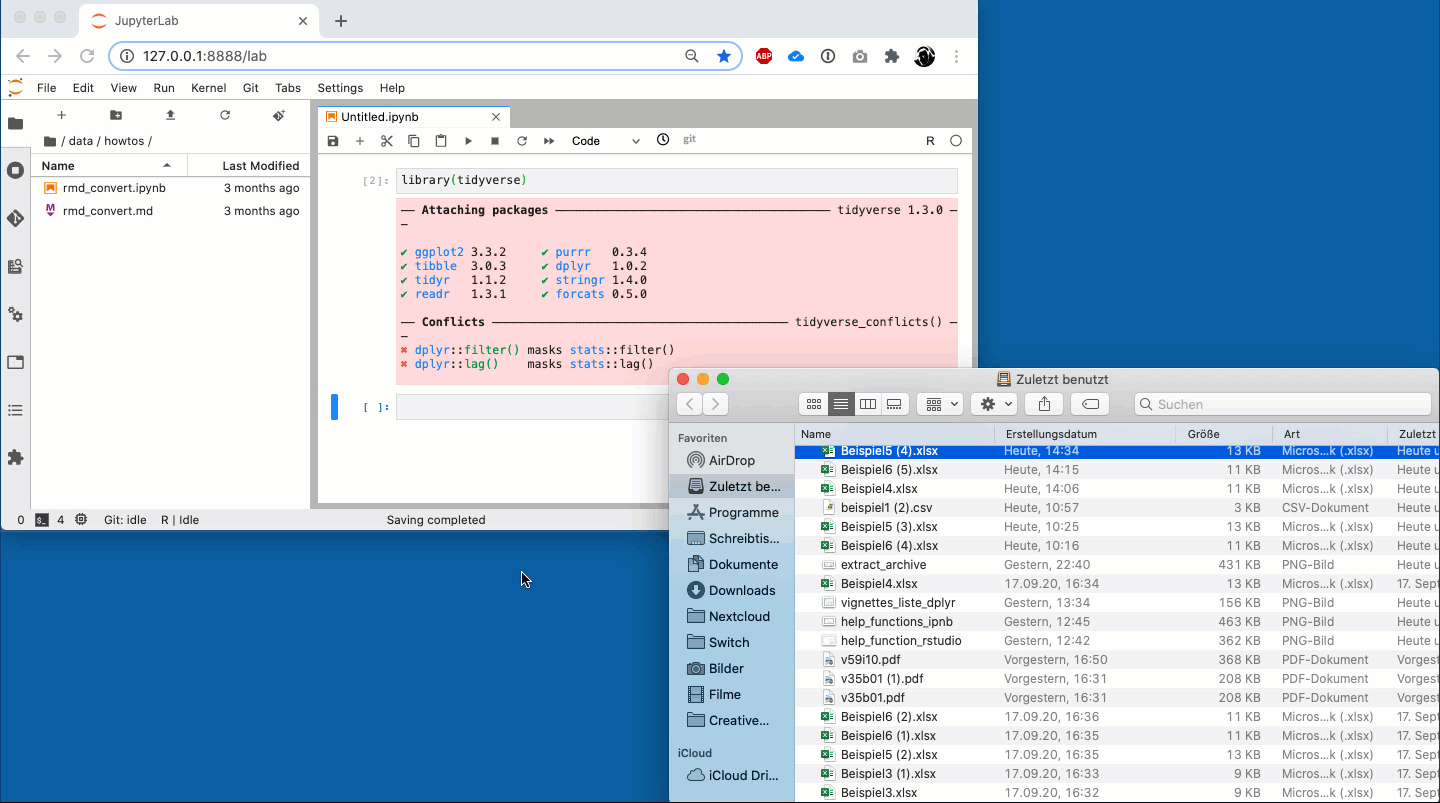 JupyterLab
127.0.0.1:8888/lab
ABP
File Edit View Run Kernel Git Tabs Settings Help
Untitled.ipynb
/ data / howtos /
Code
git
R
Name Last Modified
rmd_convert.ipynb 3 months ago
rmd_convert.md 3 months ago
[2]: library(tidyverse)
── Attaching packages ─────────────────────────────────────── tidyverse 1.3.0 ─
─
✔ ggplot2 3.3.2 ✔ purrr 0.3.4
✔ tibble 3.0.3 ✔ dplyr 1.0.2
✔ tidyr 1.1.2 ✔ stringr 1.4.0
✔ readr 1.3.1 ✔ forcats 0.5.0
── Conflicts ────────────────────────────────────────── tidyverse_conflicts() ─
─
✖ dplyr::filter() masks stats::filter()
✖ dplyr::lag() masks stats::lag()
[ ]:
0 4 Git: idle R | Idle Saving completed
Zuletzt benutzt
Suchen
Favoriten
AirDrop
Zuletzt be...
Programme
Schreibtis...
Dokumente
Downloads
Nextcloud
Switch
Bilder
Filme
Creative...
iCloud
iCloud Dri...
Name Erstellungsdatum Größe Art Zuletzt
Beispiel5 (4).xlsx Heute, 14:34 13 KB Micros...k (.xlsx) Heute u
Beispiel6 (5).xlsx Heute, 14:15 11 KB Micros...k (.xlsx) Heute u
Beispiel4.xlsx Heute, 14:06 11 KB Micros...k (.xlsx) Heute u
beispiel1 (2).csv Heute, 10:57 3 KB CSV-Dokument Heute u
Beispiel5 (3).xlsx Heute, 10:25 13 KB Micros...k (.xlsx) Heute u
Beispiel6 (4).xlsx Heute, 10:16 11 KB Micros...k (.xlsx) Heute u
extract_archive Gestern, 22:40 431 KB PNG-Bild Heute u
Beispiel4.xlsx 17.09.20, 16:34 13 KB Micros...k (.xlsx) 17. Sept
vignettes_liste_dplyr Gestern, 13:34 156 KB PNG-Bild Heute u
help_functions_ipnb Gestern, 12:45 463 KB PNG-Bild Heute u
help_function_rstudio Gestern, 12:42 362 KB PNG-Bild Heute u
v59i10.pdf Vorgestern, 16:50 368 KB PDF-Dokument Vorgest
v35b01 (1).pdf Vorgestern, 16:31 208 KB PDF-Dokument Vorgest
v35b01.pdf Vorgestern, 16:31 208 KB PDF-Dokument Vorgest
Beispiel6 (2).xlsx 17.09.20, 16:36 11 KB Micros...k (.xlsx) 17. Sept
Beispiel6 (1).xlsx 17.09.20, 16:35 11 KB Micros...k (.xlsx) 17. Sept
Beispiel5 (2).xlsx 17.09.20, 16:35 13 KB Micros...k (.xlsx) 17. Sept
Beispiel3 (1).xlsx 17.09.20, 16:33 9 KB Micros...k (.xlsx) 17. Sept
Beispiel3.xlsx 17.09.20, 16:32 9 KB Micros...k (.xlsx) 17. Sept